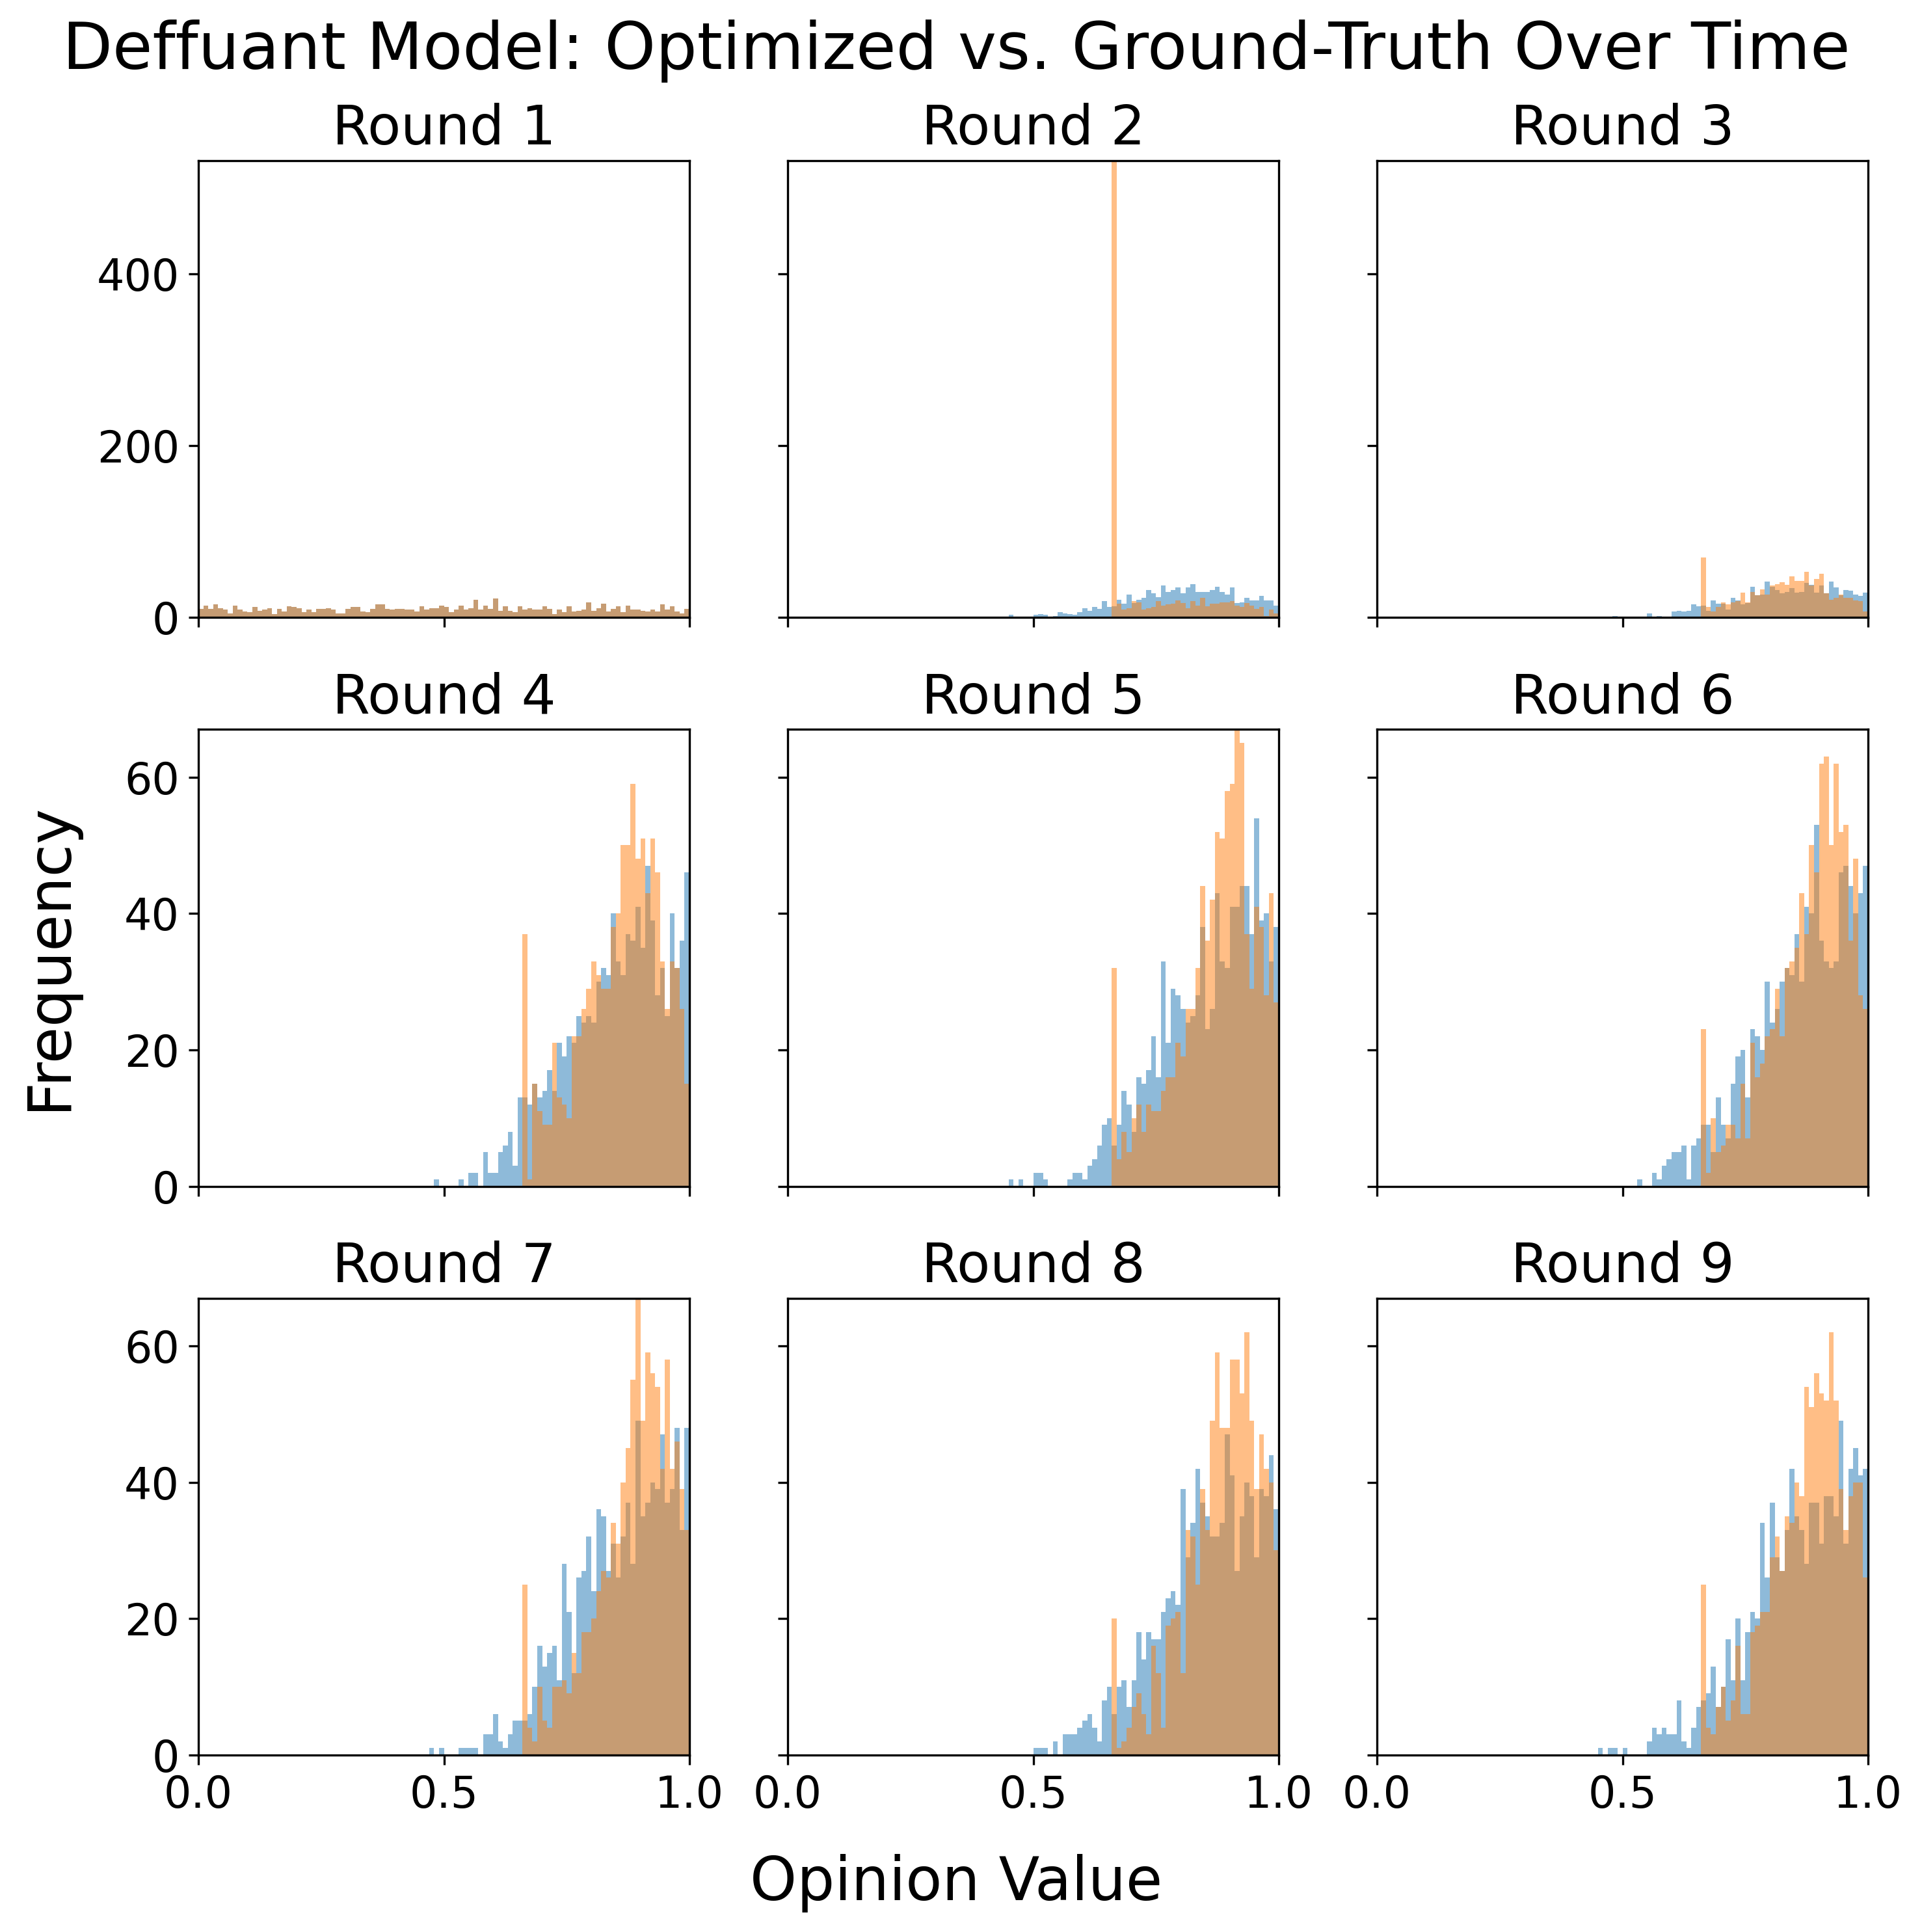 Deffuant Model: Optimized vs. Ground-Truth Over Time
Round 1
Round 2
Round 3
400
200
0
Round 4
Round 5
Round 6
60
40
20
0
Frequency
Round 7
Round 8
Round 9
60
40
20
0
0.0 0.5 1.0 0.0 0.5 1.0 0.0 0.5 1.0
Opinion Value